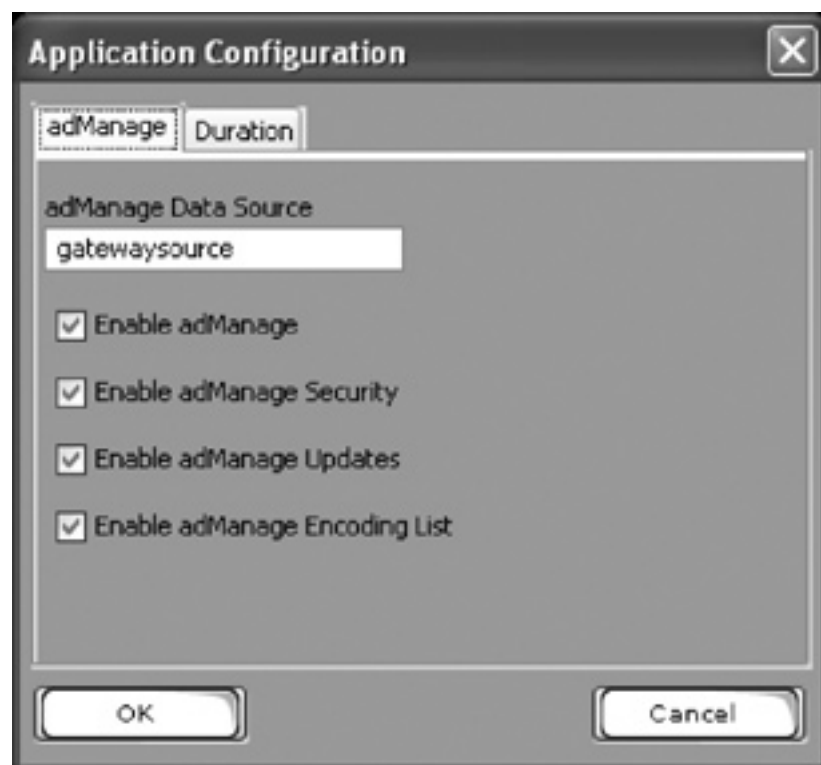 Application Configuration
adManage Duration
adManage Data Source
gatewaysource
Enable adManage
Enable adManage Security
Enable adManage Updates
Enable adManage Encoding List
OK Cancel